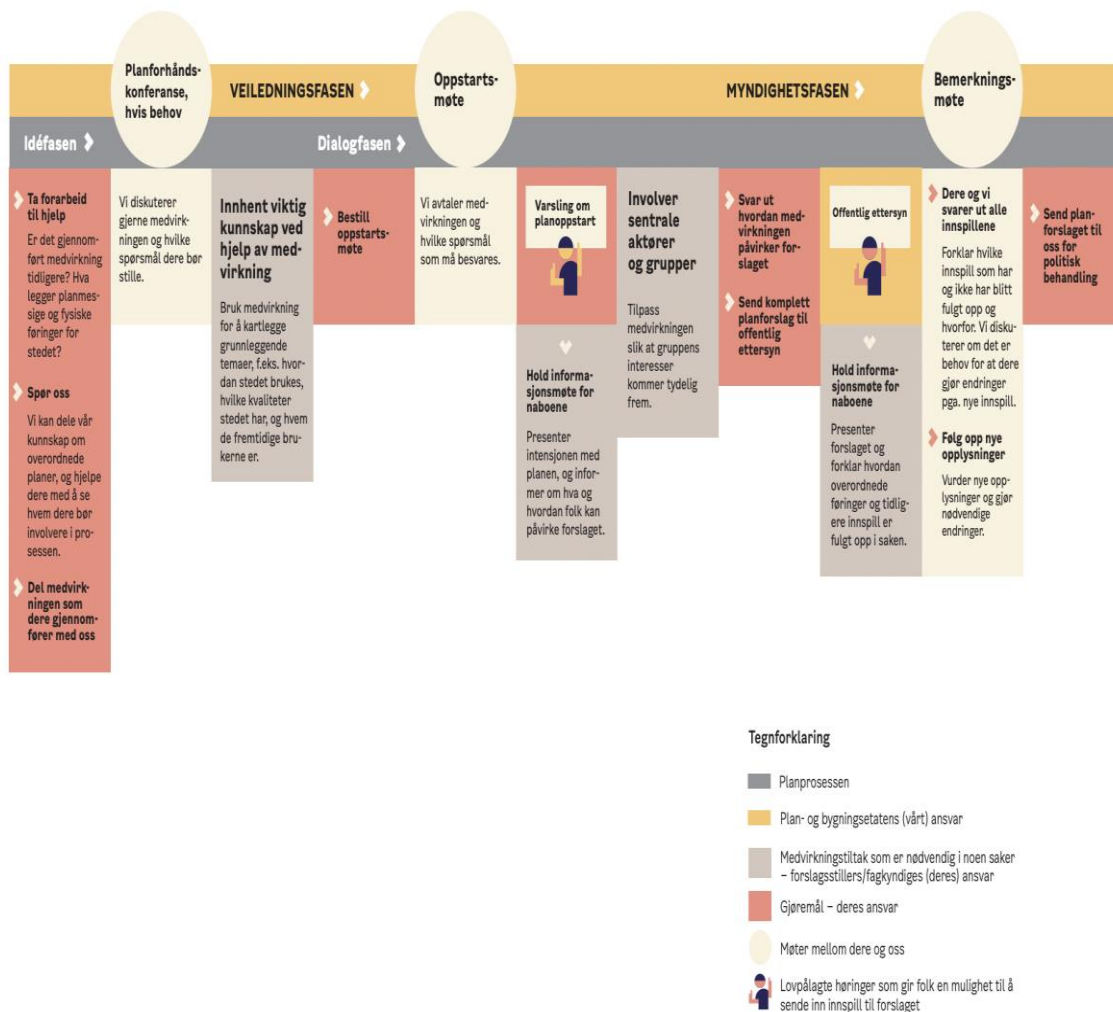 Planforhånds-
konferanse,
hvis behov
VEILEDNINGSFASEN
Oppstarts-
møte
MYNDIGHETSFASEN
Bemerknings-
møte
Idéfasen
Dialogfasen
Ta forarbeid
til hjelp
Er det gjennom-
ført medvirkning
tidligere? Hva
legger planmes-
sige og fysiske
føringer for
stedet?
Spør oss
Vi kan dele vår
kunnskap om
overordnede
planer, og hjelpe
dere med å se
hvem dere bør
involvere i pro-
sessen.
Del medvirk-
ningen som
dere gjennom-
fører med oss
Vi diskuterer
gjerne medvirk-
ningen og hvilke
spørsmål dere bør
stille.
Innhent viktig
kunnskap ved
hjelp av med-
virkning
Bruk medvirkning
for å kartlegge
grunnleggende
temaer, f.eks. hvor-
dan stedet brukes,
hvilke kvaliteter
stedet har, og hvem
de fremtidige bru-
kerne er.
Bestill
oppstarts-
møte
Vi avtaler med-
virkningen og
hvilke spørsmål
som må besvares.
Varsling om
planoppstart
Hold informa-
sjonsmøte for
naboene
Presenter
intensjonen med
planen, og infor-
mer om hva og
hvordan folk kan
påvirke forslaget.
Involver
sentrale
aktører
og grupper
Tilpass
medvirkningen
slik at gruppens
interesser
kommer tydelig
frem.
Svar ut
hvordan med-
virkningen
påvirker for-
slaget
Send komplett
planforslag til
offentlig
ettersyn
Offentlig ettersyn
Hold informa-
sjonsmøte for
naboene
Presenter
forslaget og
forklar hvordan
overordnede
føringer og tidlig-
ere innspill er
fulgt opp i saken.
Dere og vi
svarer ut alle
innspillene
Forklar hvilke
innspill som har
og ikke har blitt
fulgt opp og
hvorfor. Vi disku-
terer om det er
behov for at dere
gjør endringer
pga. nye innspill.
Følg opp nye
opplysninger
Vurder nye opp-
lysninger og gjør
nødvendige
endringer.
Send plan-
forslaget til
oss for
politisk
behandling
Tegnforklaring
Planprosessen
Plan- og bygningsetatens (vårt) ansvar
Medvirkningstiltak som er nødvendig i noen saker
– forslagsstillers/fagkyndiges (deres) ansvar
Gjøremål – deres ansvar
Møter mellom dere og oss
Lovpålagte høringer som gir folk en mulighet til å
sende inn innspill til forslaget